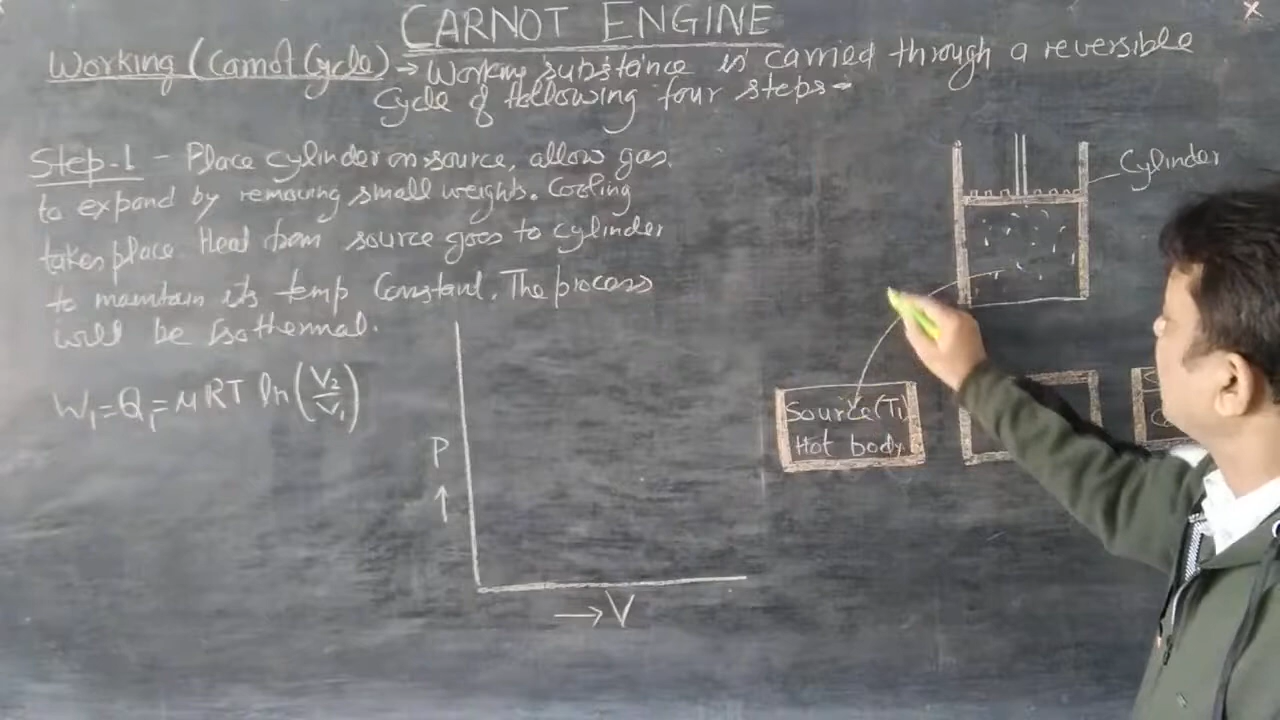 CARNOT ENGINE
Working (Carnot Cycle) → Working substance is carried through a reversible
Cycle of following four steps-
Step-1 - Place cylinder on source, allow gas
to expand by removing small weights. Cooling
takes place. Heat from source goes to cylinder
to maintain its temp Constant. The process
will be isothermal.
W₁ = Q₁ = μRT ln(V₂/V₁)
P
↑
→ V
Cylinder
Source (T₁)
Hot body